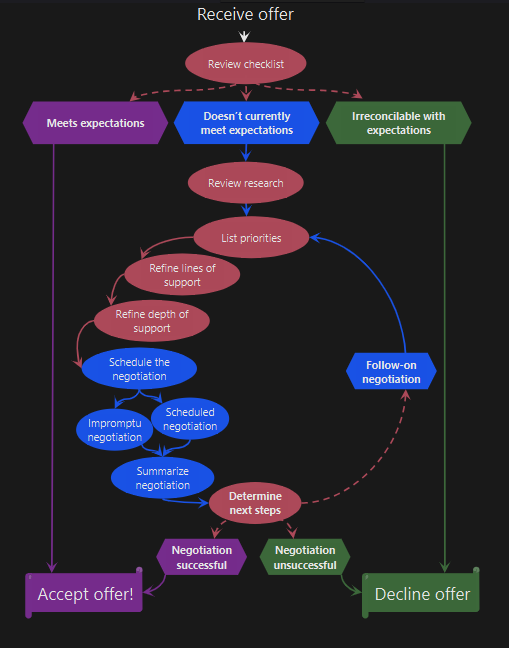 Receive offer
Review checklist
Meets expectations
Doesn't currently
meet expectations
Irreconcilable with
expectations
Review research
List priorities
Refine lines of
support
Refine depth of
support
Schedule the
negotiation
Follow-on
negotiation
Impromptu
negotiation
Scheduled
negotiation
Summarize
negotiation
Determine
next steps
Negotiation
successful
Negotiation
unsuccessful
Accept offer!
Decline offer